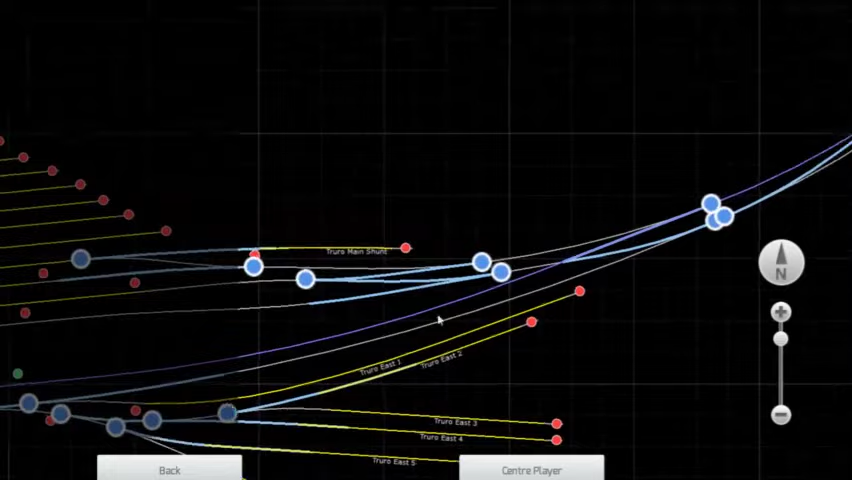 Truro Main Shunt
N
Truro East 1
Truro East 2
Truro East 3
Truro East 4
Truro East 5
Back
Centre Player